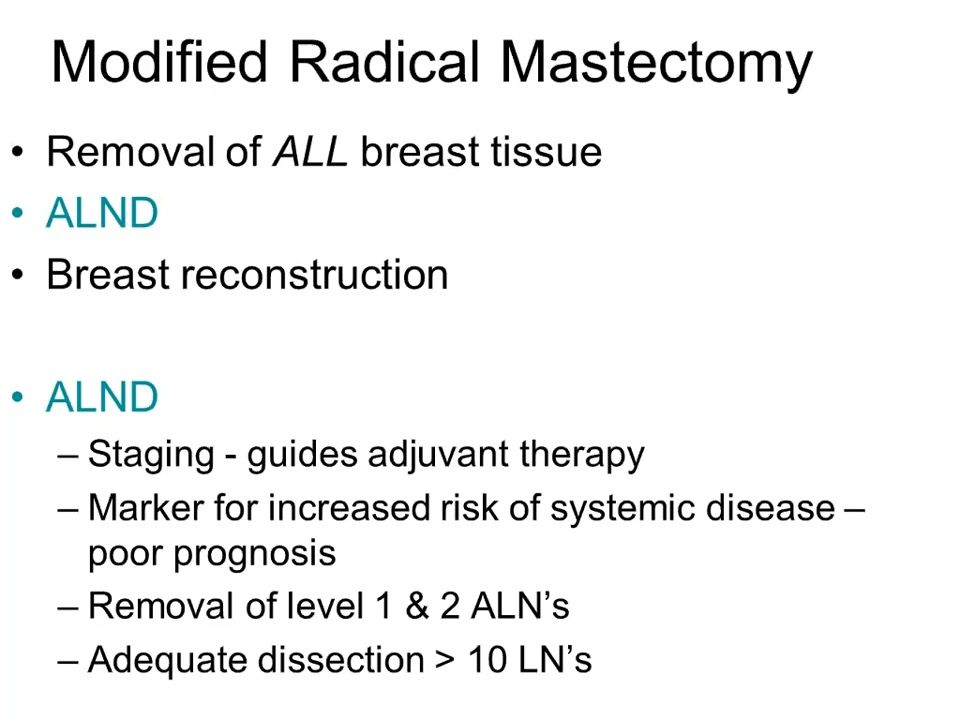 Modified Radical Mastectomy
• Removal of ALL breast tissue
• ALND
• Breast reconstruction
• ALND
– Staging - guides adjuvant therapy
– Marker for increased risk of systemic disease –
poor prognosis
– Removal of level 1 & 2 ALN’s
– Adequate dissection > 10 LN’s